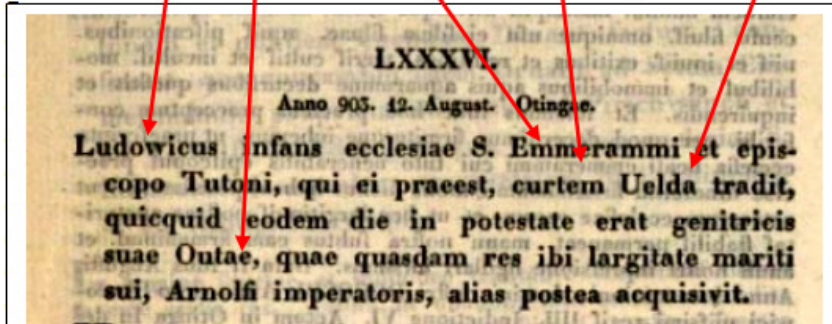 LXXXVI.
Anno 903. 12. August. Otingae.
Ludowicus infans ecclesiae S. Emmerammi et epis-
copo Tutoni, qui ei praeest, curtem Uelda tradit,
quicquid eodem die in potestate erat genitricis
suae Outae, quae quasdam res ibi largitate mariti
sui, Arnolfi imperatoris, alias postea acquisivit.